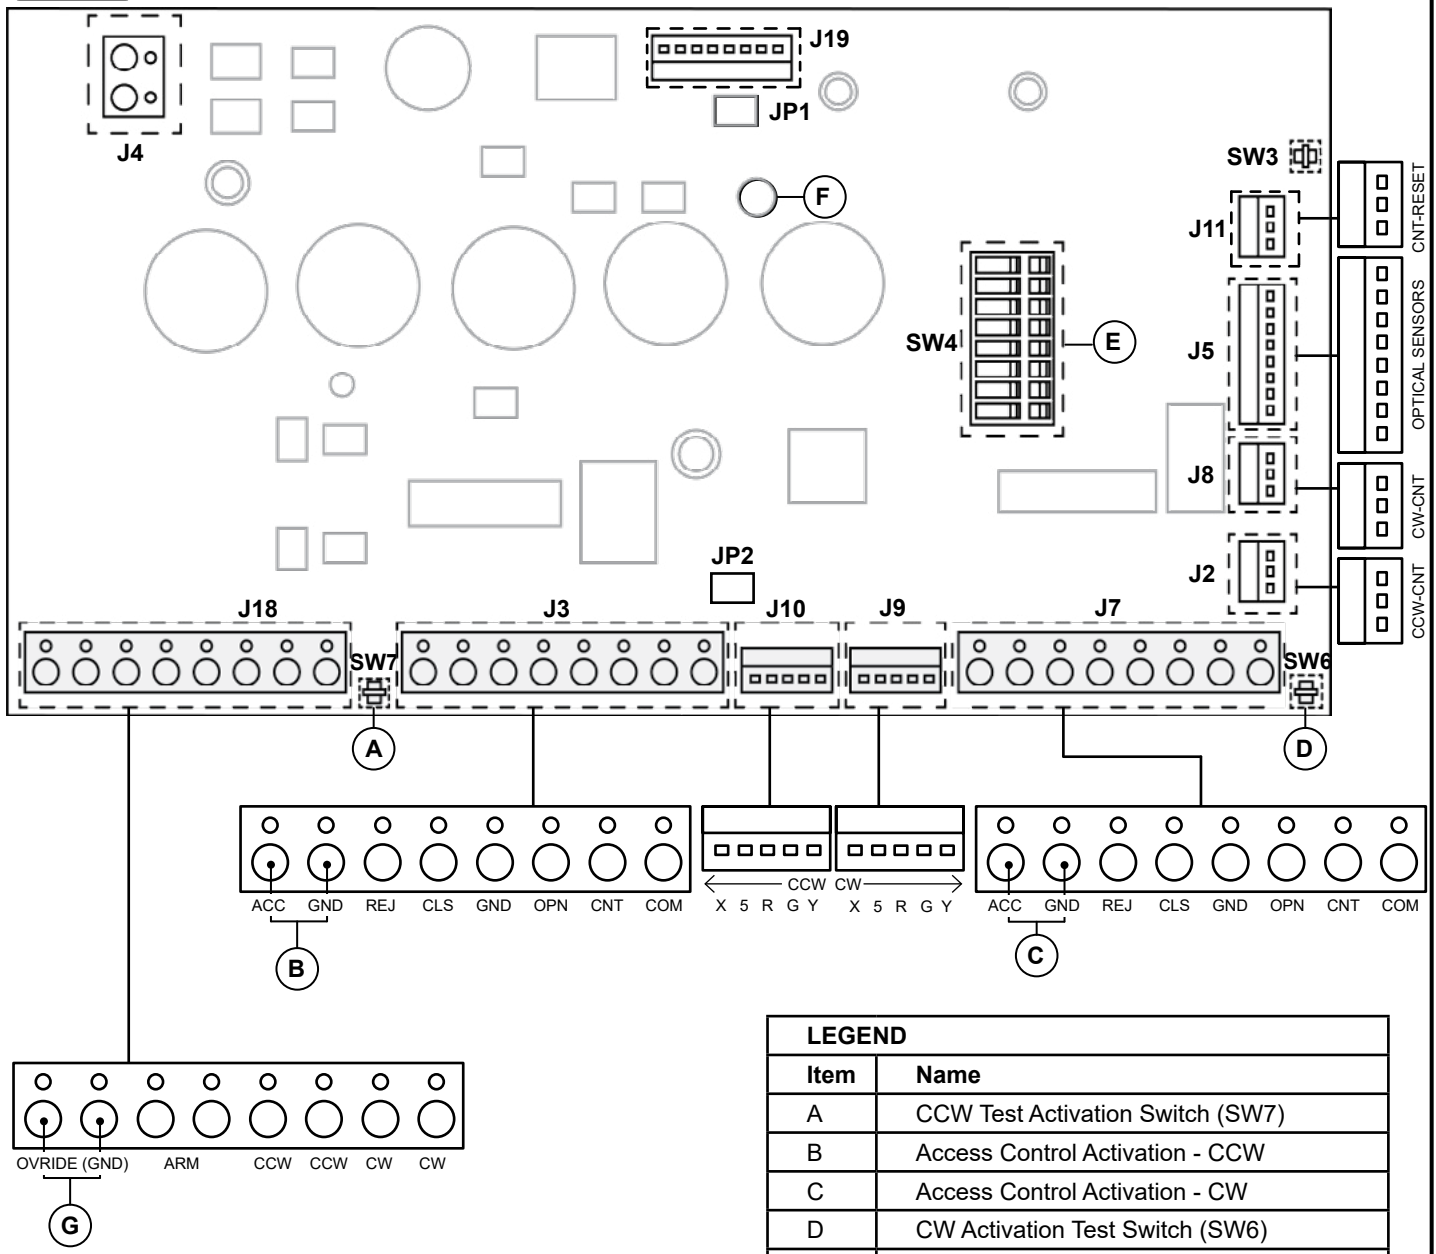 J19
JP1
J4
SW3
CNT-RESET
F
J11
OPTICAL SENSORS
SW4
E
J5
J8
CW-CNT
JP2
J2
CCW-CNT
J18
J3
J10
J9
J7
SW7
SW6
A
D
CCW CW
ACC GND REJ CLS GND OPN CNT COM
X 5 R G Y
X 5 R G Y
ACC GND REJ CLS GND OPN CNT COM
B
C
OVRIDE (GND) ARM CCW CCW CW CW
G
LEGEND
Item Name
A CCW Test Activation Switch (SW7)
B Access Control Activation - CCW
C Access Control Activation - CW
D CW Activation Test Switch (SW6)